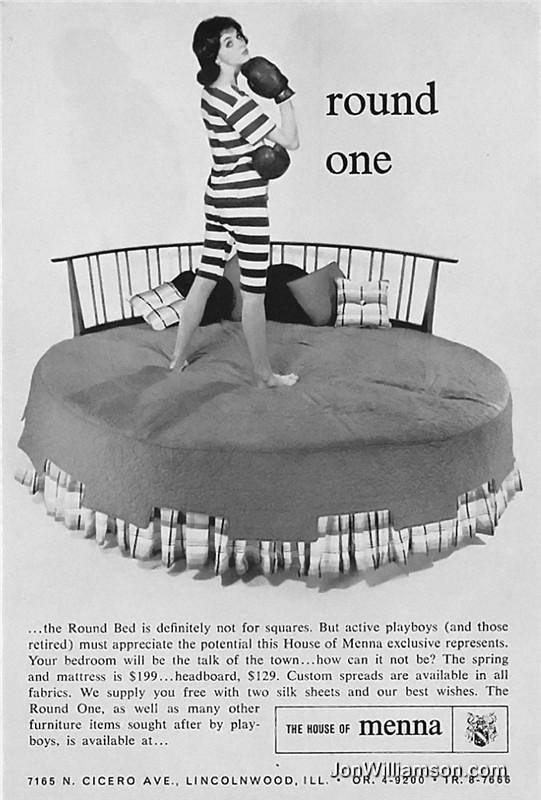 round
one
...the Round Bed is definitely not for squares. But active playboys (and those
retired) must appreciate the potential this House of Menna exclusive represents.
Your bedroom will be the talk of the town...how can it not be? The spring
and mattress is $199...headboard, $129. Custom spreads are available in all
fabrics. We supply you free with two silk sheets and our best wishes. The
Round One, as well as many other
furniture items sought after by play-
boys, is available at...
THE HOUSE OF menna
7165 N. CICERO AVE., LINCOLNWOOD, ILL. • OR. 4-9200 • TR. 8-7666
JonWilliamson.com